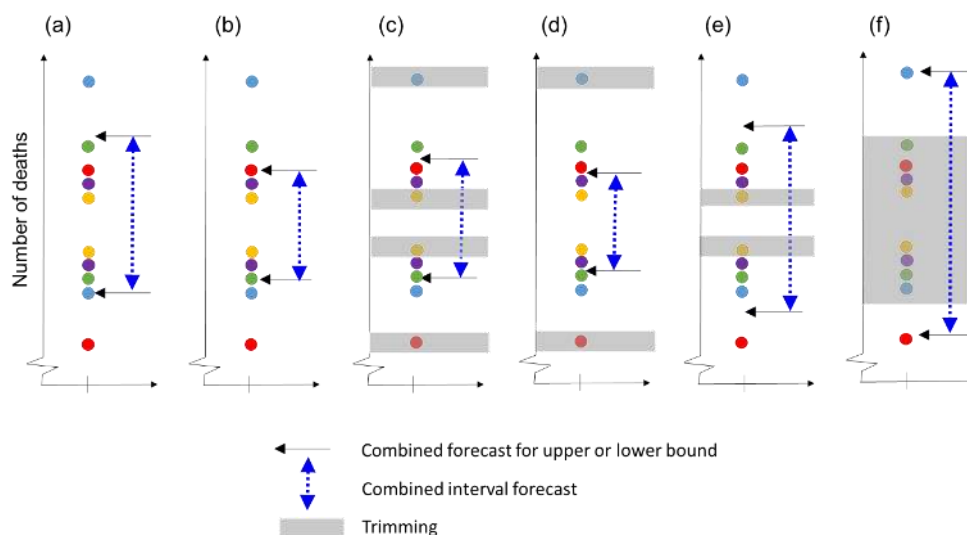 (a)
(b)
(c)
(d)
(e)
(f)
Number of deaths
Combined forecast for upper or lower bound
Combined interval forecast
Trimming